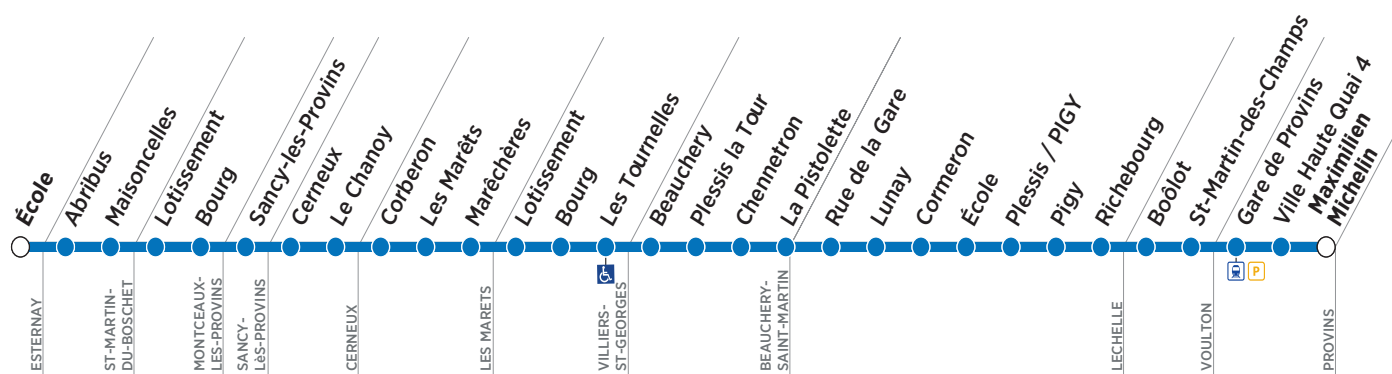 École
Abribus
Maisoncelles
Lotissement
Bourg
Sancy-les-Provins
Cerneux
Le Chanoy
Corberon
Les Marêts
Marêchères
Lotissement
Bourg
Les Tournelles
Beauchery
Plessis la Tour
Chennetron
La Pistolette
Rue de la Gare
Lunay
Cormeron
École
Plessis / PIGY
Pigy
Richebourg
Boôlot
St-Martin-des-Champs
Gare de Provins
Ville Haute Quai 4
Maximilien
Michelin
P
ESTERNAY
ST-MARTIN-
DU-BOSCHET
MONTCEAUX-
LES-PROVINS
SANCY-
LèS-PROVINS
CERNEUX
LES MARETS
VILLIERS-
ST-GEORGES
BEAUCHERY-
SAINT-MARTIN
LECHELLE
VOULTON
PROVINS